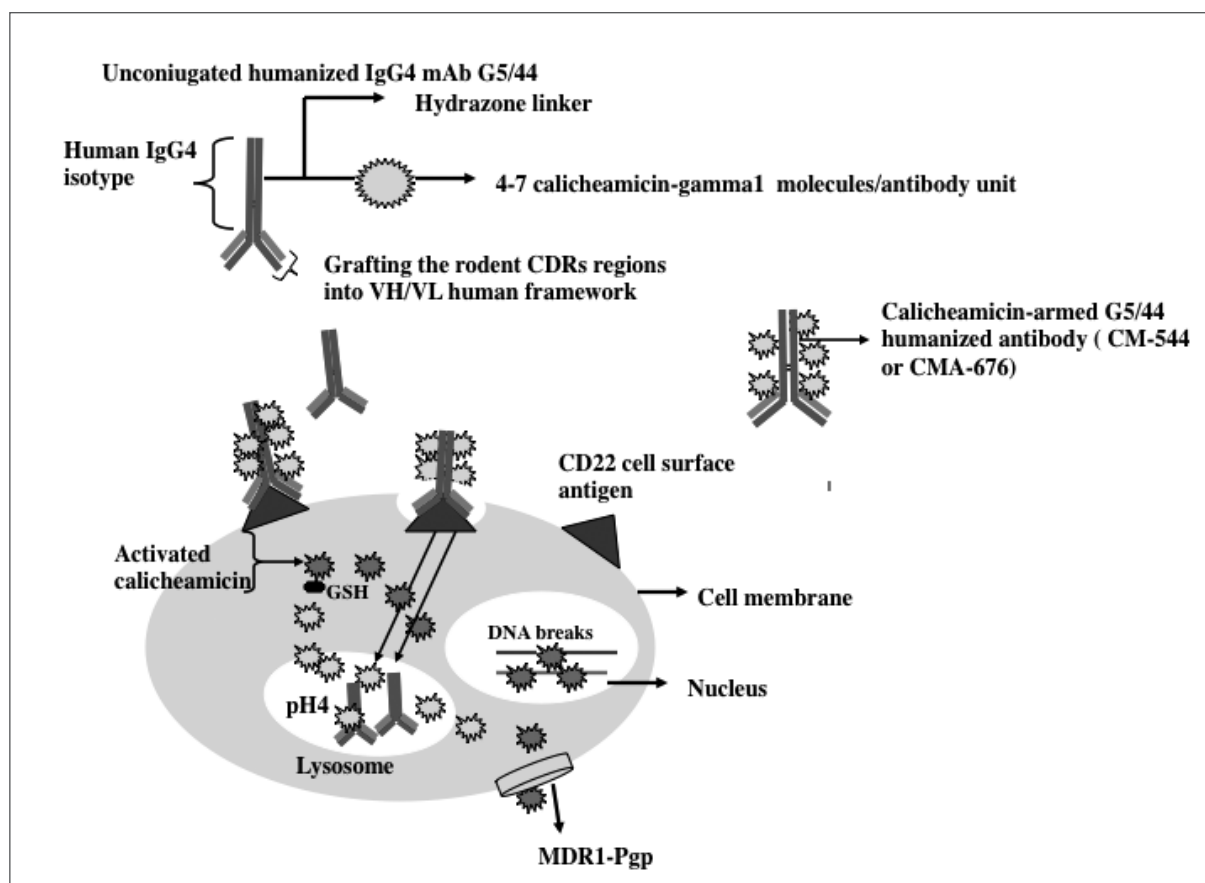 Unconiugated humanized IgG4 mAb G5/44
Hydrazone linker
Human IgG4
isotype
4-7 calicheamicin-gamma1 molecules/antibody unit
Grafting the rodent CDRs regions
into VH/VL human framework
Calicheamicin-armed G5/44
humanized antibody ( CM-544
or CMA-676)
CD22 cell surface
antigen
Activated
calicheamicin
GSH
Cell membrane
DNA breaks
Nucleus
pH4
Lysosome
MDR1-Pgp